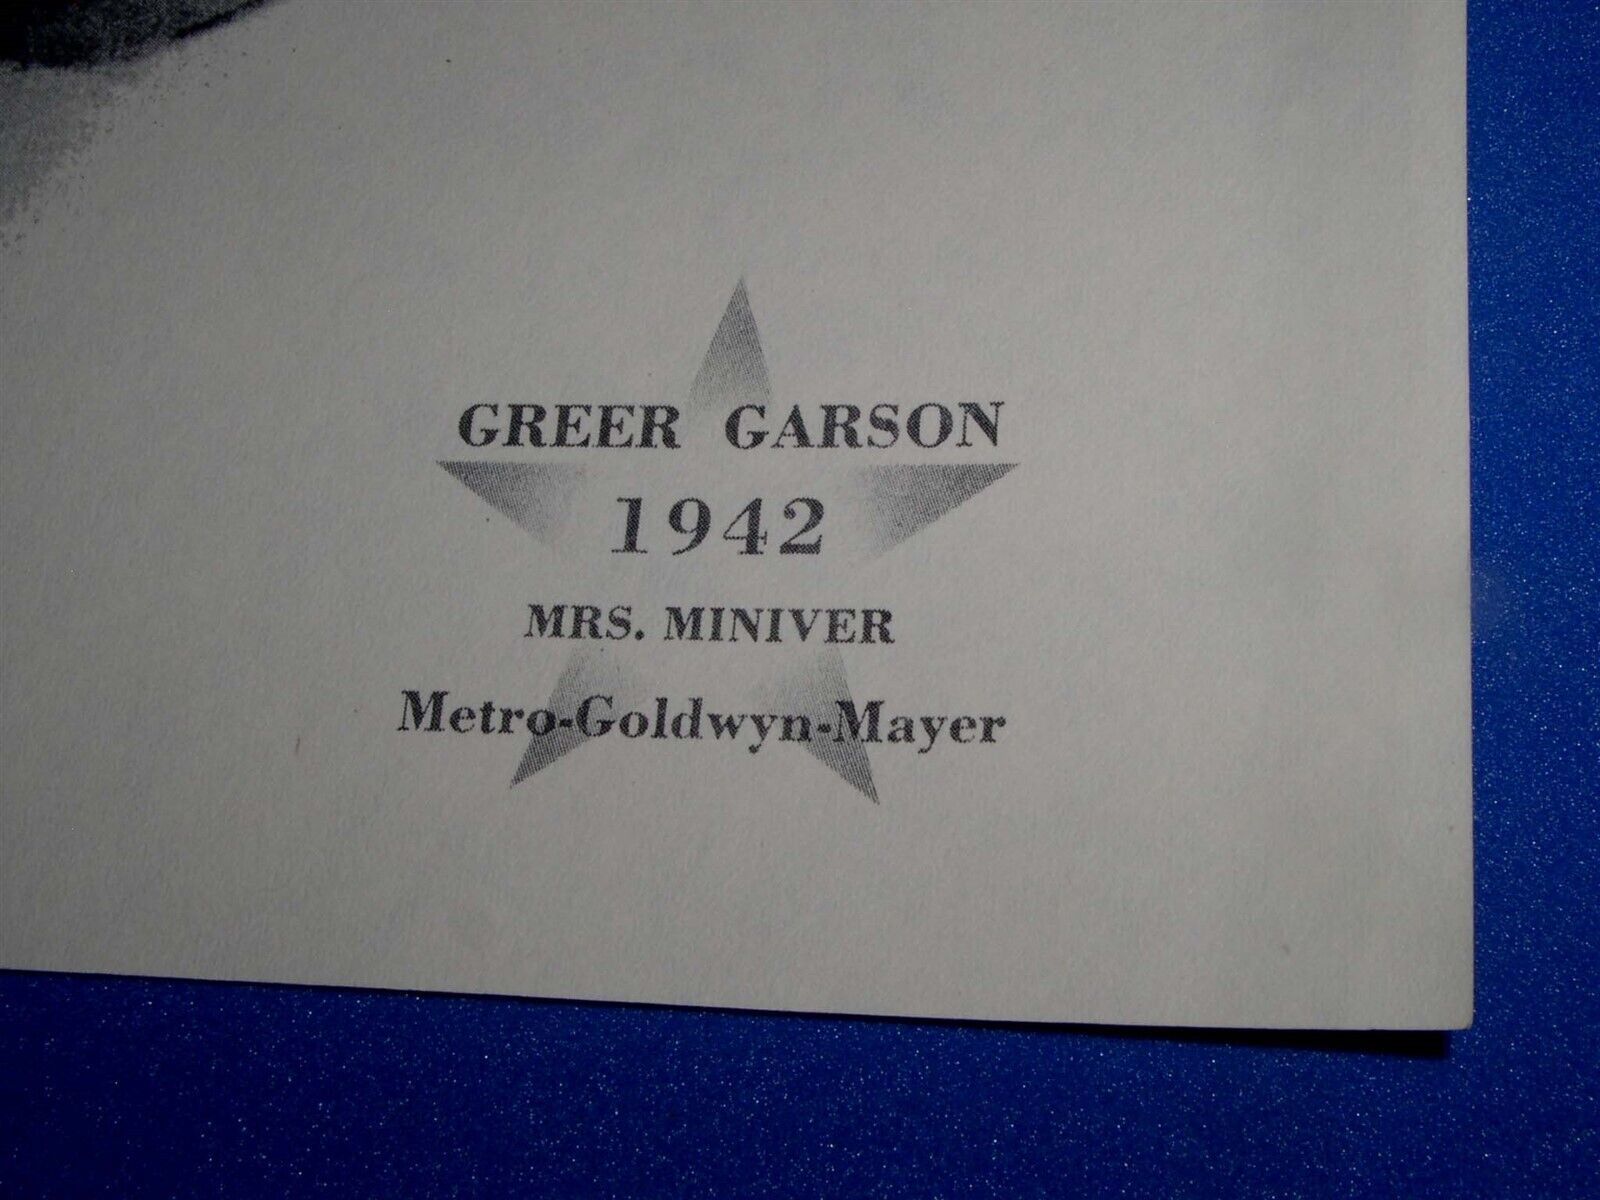 GREER GARSON
1942
MRS. MINIVER
Metro-Goldwyn-Mayer